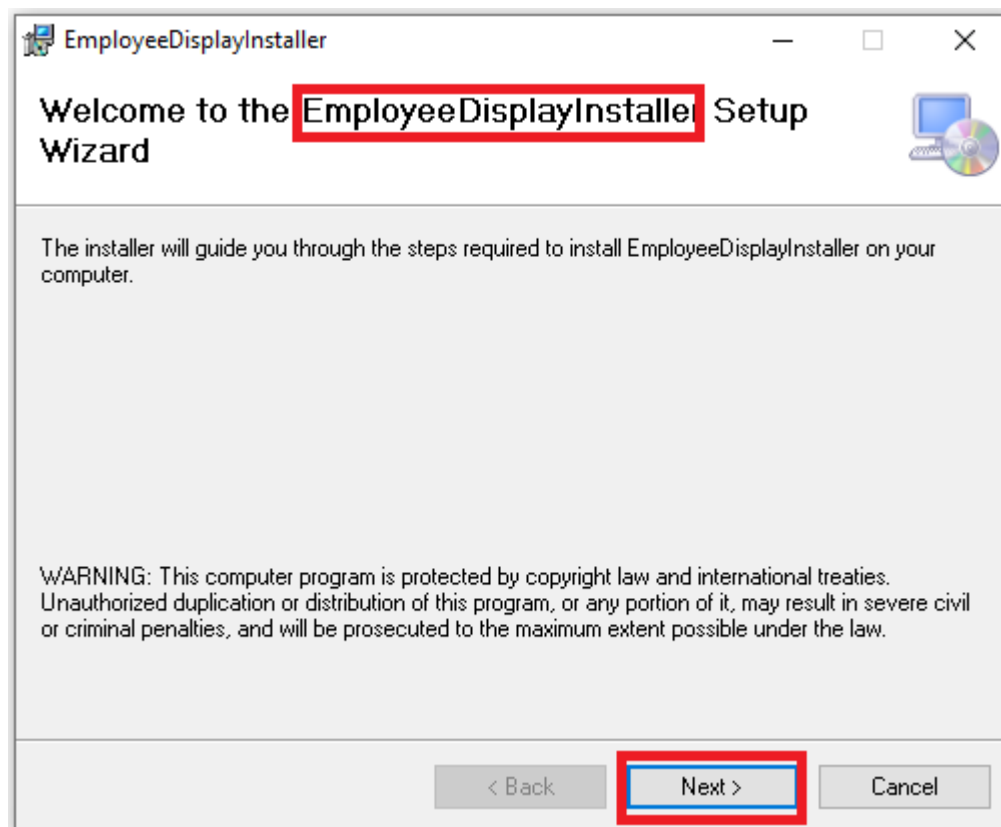 EmployeeDisplayInstaller
Welcome to the EmployeeDisplayInstaller Setup
Wizard
The installer will guide you through the steps required to install EmployeeDisplayInstaller on your
computer.
WARNING: This computer program is protected by copyright law and international treaties.
Unauthorized duplication or distribution of this program, or any portion of it, may result in severe civil
or criminal penalties, and will be prosecuted to the maximum extent possible under the law.
< Back Next > Cancel